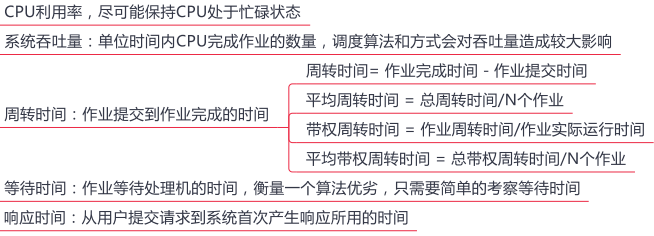 CPU利用率，尽可能保持CPU处于忙碌状态
系统吞吐量：单位时间内CPU完成作业的数量，调度算法和方式会对吞吐量造成较大影响
周转时间：作业提交到作业完成的时间
周转时间= 作业完成时间 - 作业提交时间
平均周转时间 = 总周转时间/N个作业
带权周转时间 = 作业周转时间/作业实际运行时间
平均带权周转时间 = 总带权周转时间/N个作业
等待时间：作业等待处理机的时间，衡量一个算法优劣，只需要简单的考察等待时间
响应时间：从用户提交请求到系统首次产生响应所用的时间